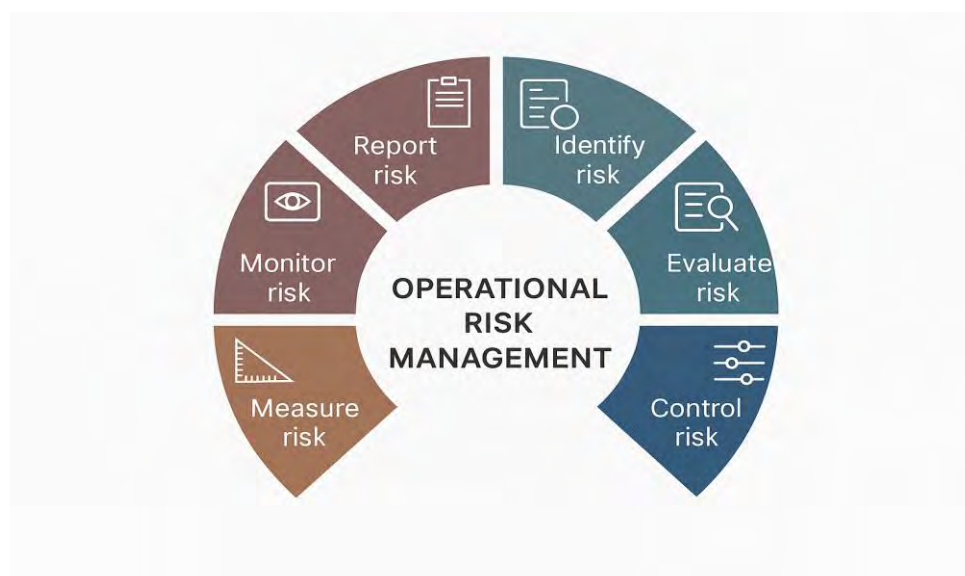 Report
risk
Identify
risk
Monitor
risk
Evaluate
risk
OPERATIONAL
RISK
MANAGEMENT
Measure
risk
Control
risk